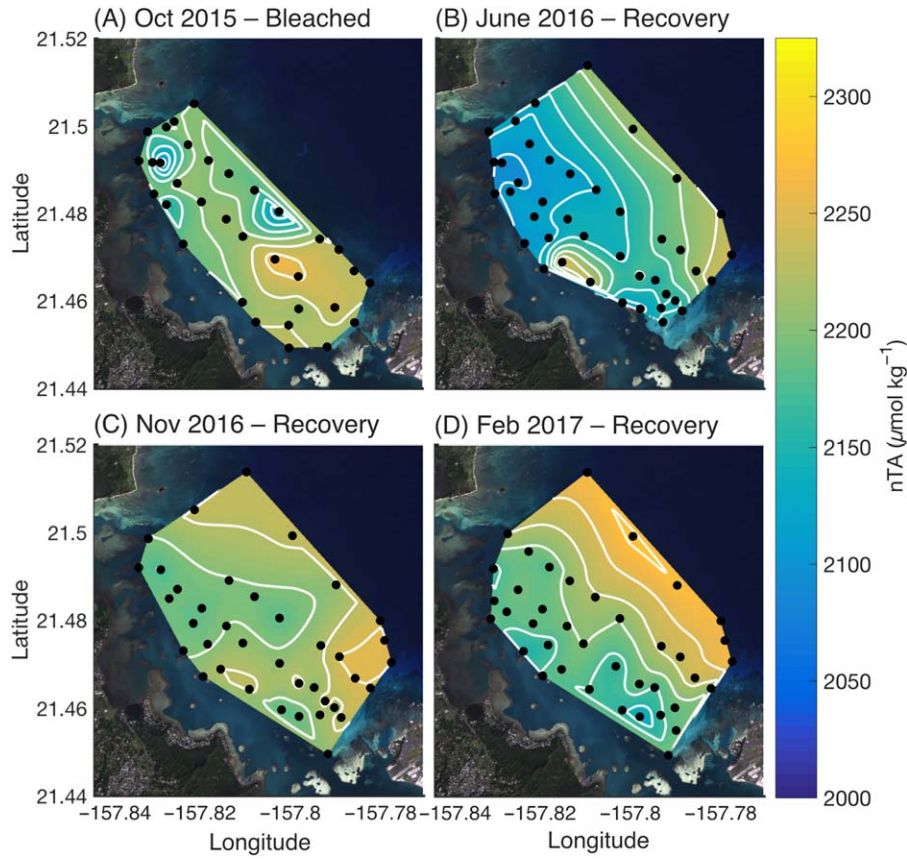 (A) Oct 2015 – Bleached
(B) June 2016 – Recovery
21.52
21.5
21.48
21.46
21.44
Latitude
(C) Nov 2016 – Recovery
(D) Feb 2017 – Recovery
21.52
21.5
21.48
21.46
21.44
Latitude
−157.84
−157.82
−157.8
−157.84
−157.82
−157.8
−157.78
Longitude
Longitude
2300
2250
2200
2150
2100
2050
2000
nTA (μmol kg⁻¹)